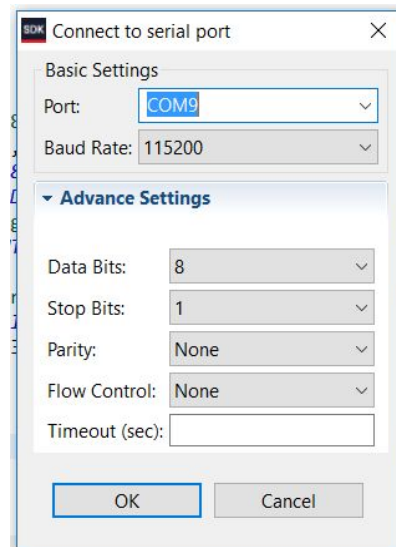 SDK Connect to serial port
Basic Settings
Port: COM9
Baud Rate: 115200
Advance Settings
Data Bits: 8
Stop Bits: 1
Parity: None
Flow Control: None
Timeout (sec):
OK Cancel